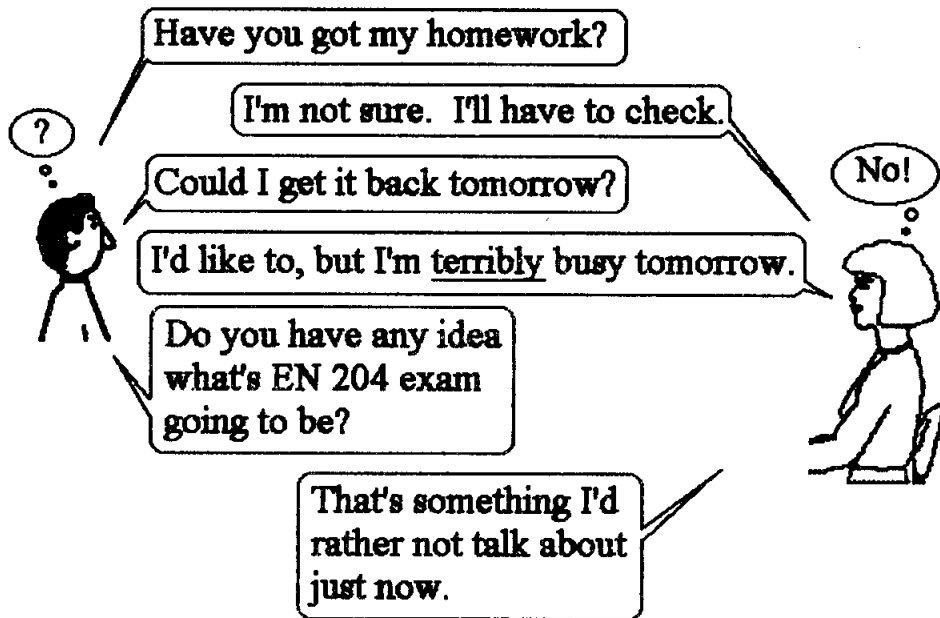 Have you got my homework?
I'm not sure. I'll have to check.
?
Could I get it back tomorrow?
No!
I'd like to, but I'm terribly busy tomorrow.
Do you have any idea
what's EN 204 exam
going to be?
That's something I'd
rather not talk about
just now.